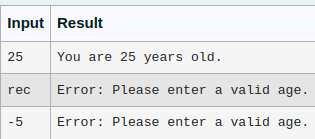 Input Result
25 You are 25 years old.
rec Error: Please enter a valid age.
-5 Error: Please enter a valid age.